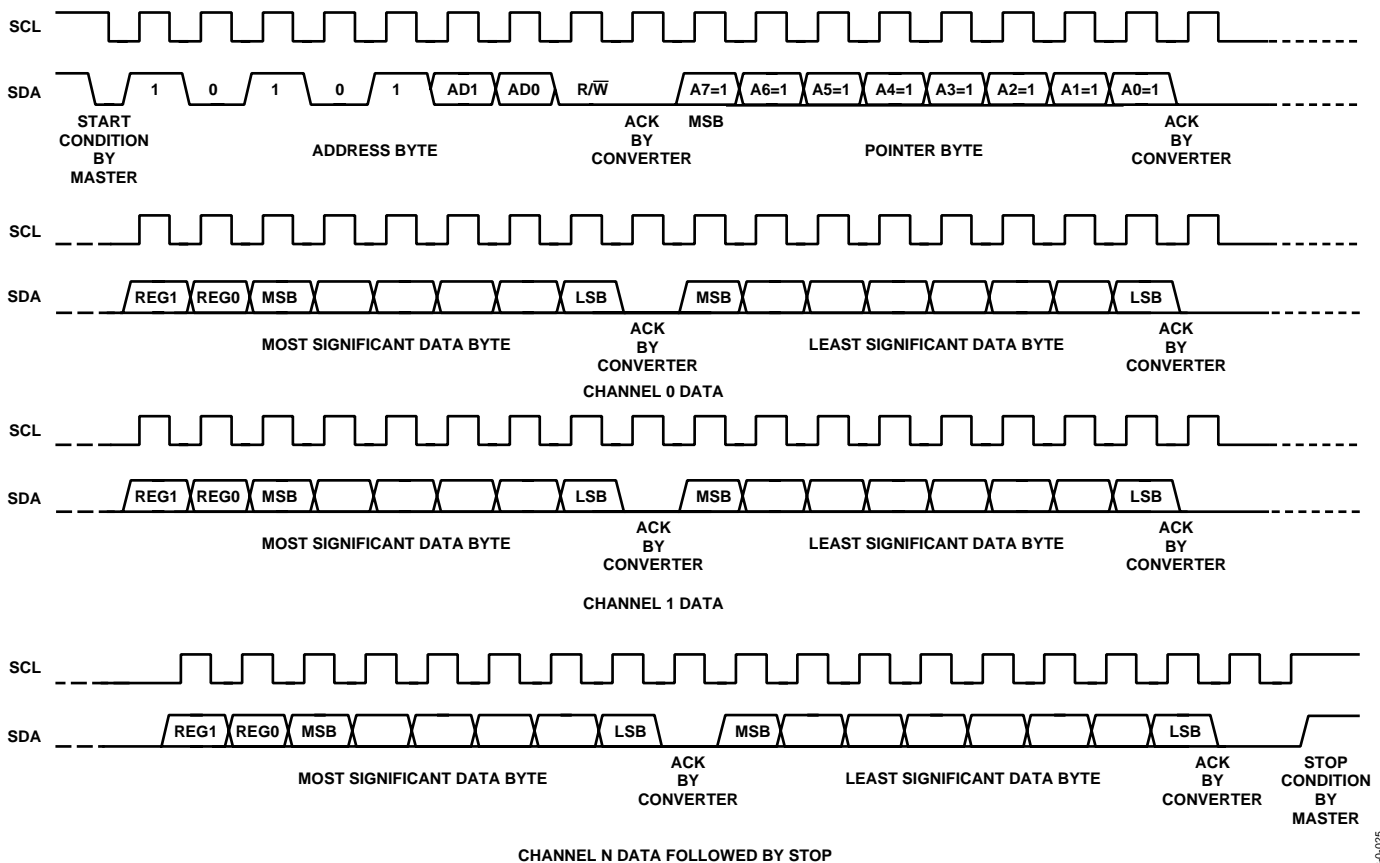 SCL
SDA
1 0 1 0 1 AD1 AD0 R/W̅ A7=1 A6=1 A5=1 A4=1 A3=1 A2=1 A1=1 A0=1
START CONDITION BY MASTER
ADDRESS BYTE
ACK BY CONVERTER
MSB
POINTER BYTE
ACK BY CONVERTER
SCL
SDA
REG1 REG0 MSB LSB MSB LSB
MOST SIGNIFICANT DATA BYTE
ACK BY CONVERTER
LEAST SIGNIFICANT DATA BYTE
ACK BY CONVERTER
CHANNEL 0 DATA
SCL
SDA
REG1 REG0 MSB LSB MSB LSB
MOST SIGNIFICANT DATA BYTE
ACK BY CONVERTER
LEAST SIGNIFICANT DATA BYTE
ACK BY CONVERTER
CHANNEL 1 DATA
SCL
SDA
REG1 REG0 MSB LSB MSB LSB
MOST SIGNIFICANT DATA BYTE
ACK BY CONVERTER
LEAST SIGNIFICANT DATA BYTE
ACK BY CONVERTER
STOP CONDITION BY MASTER
CHANNEL N DATA FOLLOWED BY STOP